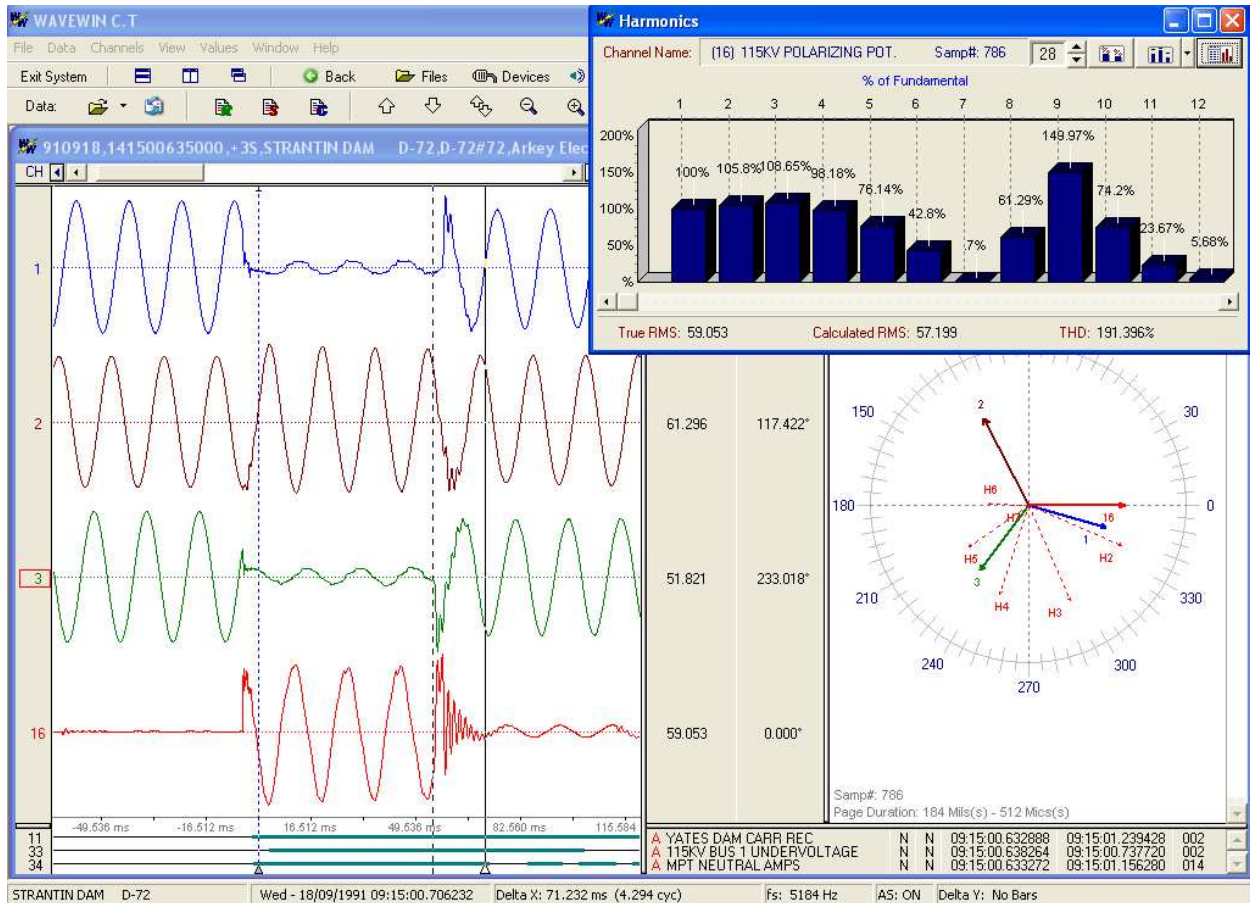 WAVEWIN C.T
File Data Channels View Values Window Help
Exit System Back Files Devices
Data:
910918,141500635000,+3S,STRANTIN DAM D-72,D-72#72,Arkey Elec
CH
1
2
3
16
-49.536 ms -16.512 ms 16.512 ms 49.536 ms 82.560 ms 115.584
11
33
34
Harmonics
Channel Name: (16) 115KV POLARIZING POT. Samp#: 786 28
% of Fundamental
1 2 3 4 5 6 7 8 9 10 11 12
200%
150%
100%
50%
%
100% 105.8% 108.65% 98.18% 76.14% 42.8% .7% 61.29% 149.97% 74.2% 23.67% 5.68%
True RMS: 59.053 Calculated RMS: 57.199 THD: 191.396%
61.296 117.422°
51.821 233.018°
59.053 0.000°
150 30
180 0
210 330
240 300
270
2
H6
H7
16
1
H2
H5
3
H4
H3
Samp#: 786
Page Duration: 184 Mils(s) - 512 Mics(s)
A YATES DAM CARR REC N N 09:15:00.632888 09:15:01.239428 002
A 115KV BUS 1 UNDERVOLTAGE N N 09:15:00.638264 09:15:00.737720 002
A MPT NEUTRAL AMPS N N 09:15:00.633272 09:15:01.156280 014
STRANTIN DAM D-72 Wed - 18/09/1991 09:15:00.706232 Delta X: 71.232 ms (4.294 cyc) fs: 5184 Hz AS: ON Delta Y: No Bars